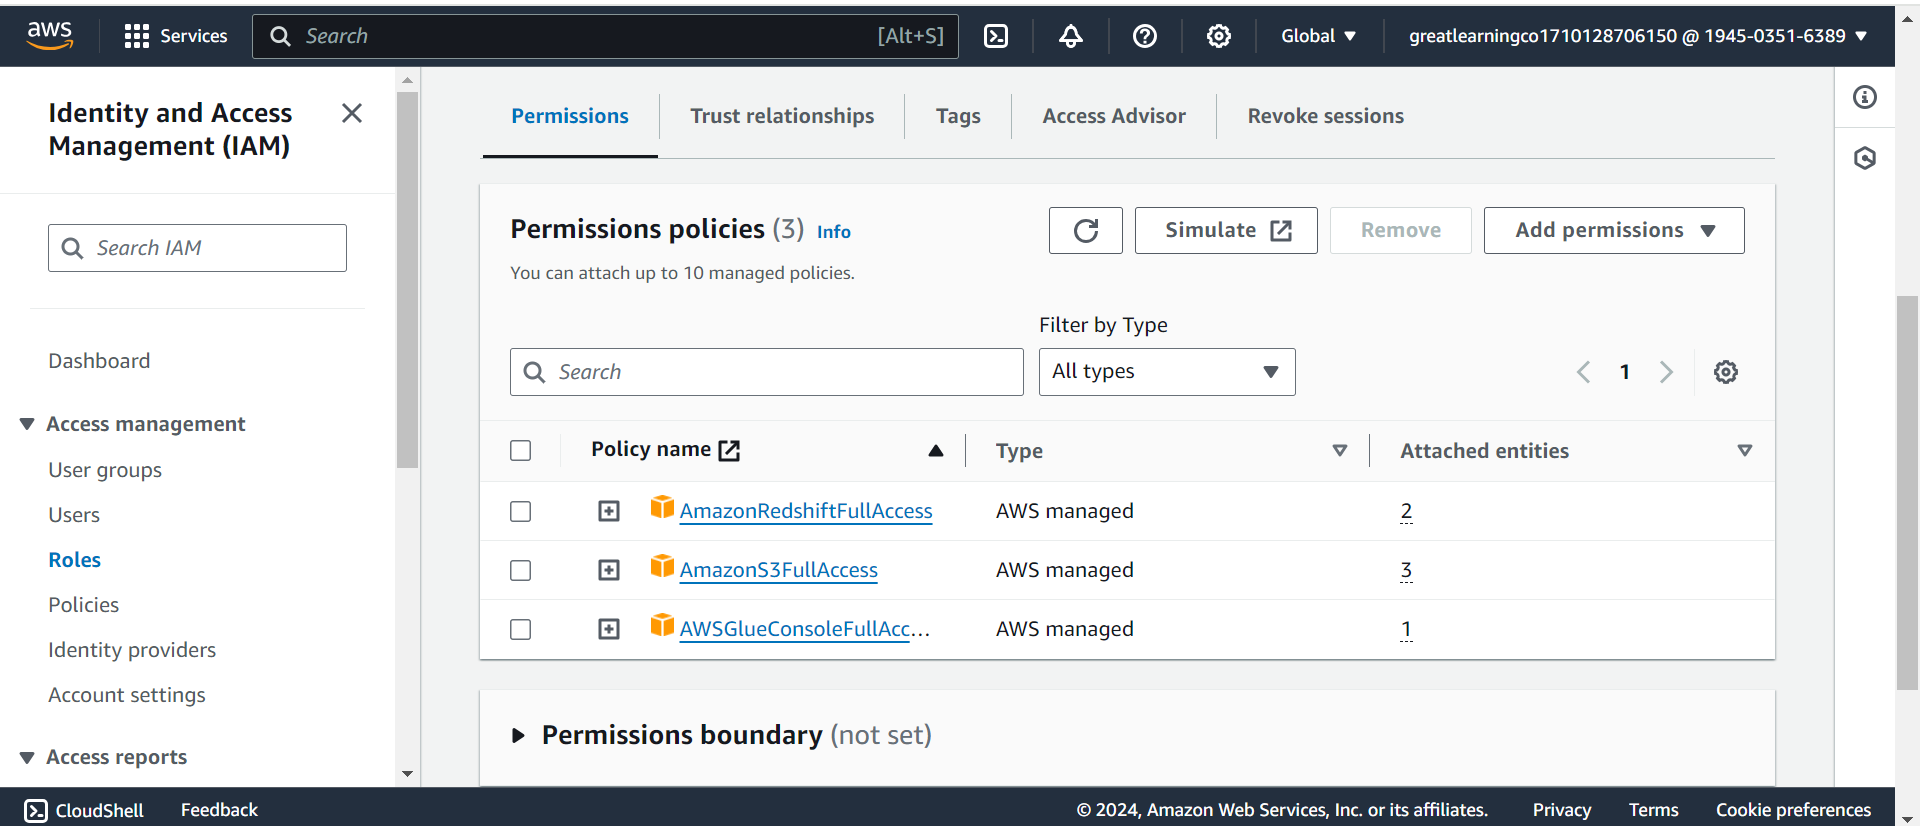 aws
Services
Search [Alt+S]
Global
greatlearningco1710128706150 @ 1945-0351-6389
Identity and Access
Management (IAM)
Search IAM
Dashboard
Access management
User groups
Users
Roles
Policies
Identity providers
Account settings
Access reports
Permissions
Trust relationships
Tags
Access Advisor
Revoke sessions
Permissions policies (3) Info
You can attach up to 10 managed policies.
Simulate
Remove
Add permissions
Filter by Type
Search
All types
1
Policy name Type Attached entities
AmazonRedshiftFullAccess AWS managed 2
AmazonS3FullAccess AWS managed 3
AWSGlueConsoleFullAcc... AWS managed 1
Permissions boundary (not set)
CloudShell Feedback © 2024, Amazon Web Services, Inc. or its affiliates. Privacy Terms Cookie preferences